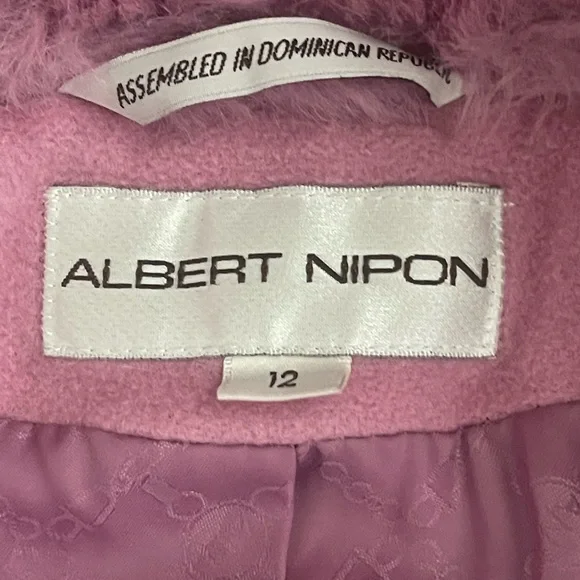 ASSEMBLED IN DOMINICAN REPUBLIC
ALBERT NIPON
12